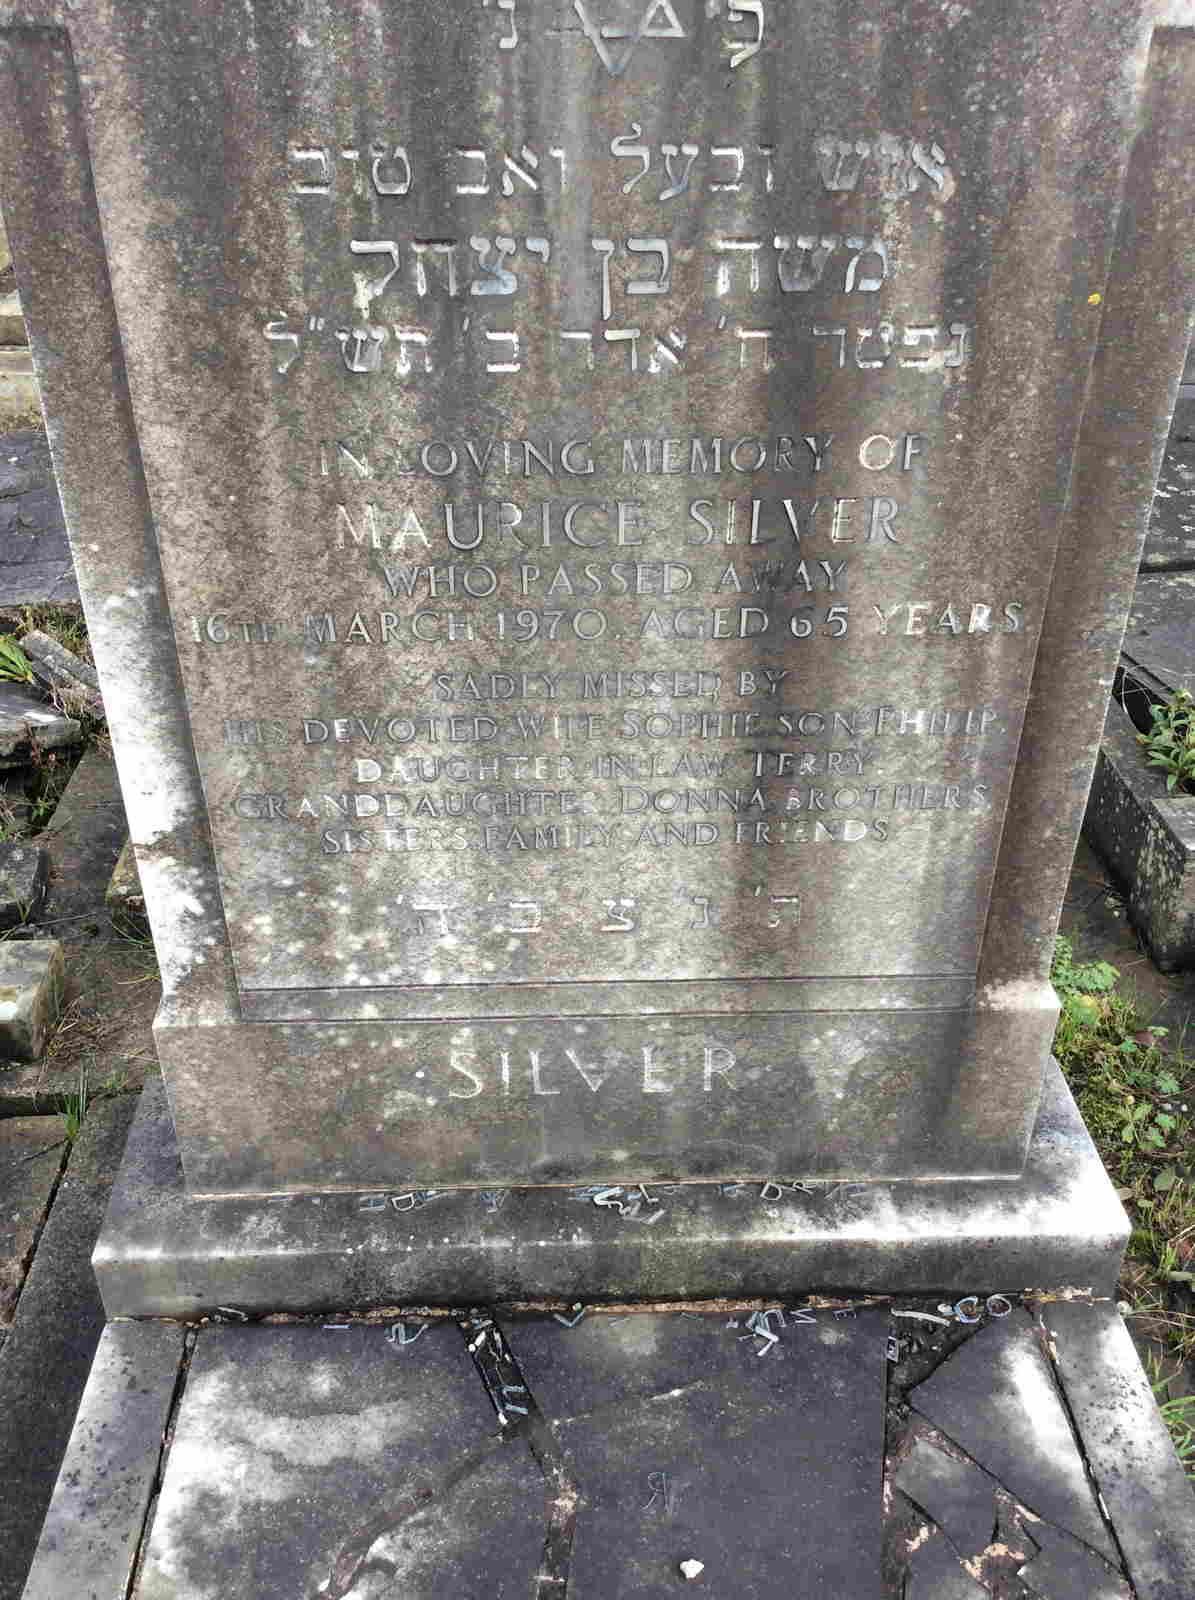 פ' נ'
איש ובעל ואב טוב
משה בן יצחק
נפטר ח' אדר ב' תש"ל
IN LOVING MEMORY OF
MAURICE SILVER
WHO PASSED AWAY
16TH MARCH 1970. AGED 65 YEARS.
SADLY MISSED BY
HIS DEVOTED WIFE SOPHIE SON PHILIP.
DAUGHTER-IN-LAW TERRY.
GRANDDAUGHTER DONNA BROTHERS
SISTERS FAMILY AND FRIENDS
ת' נ' צ' ב' ה'
SILVER